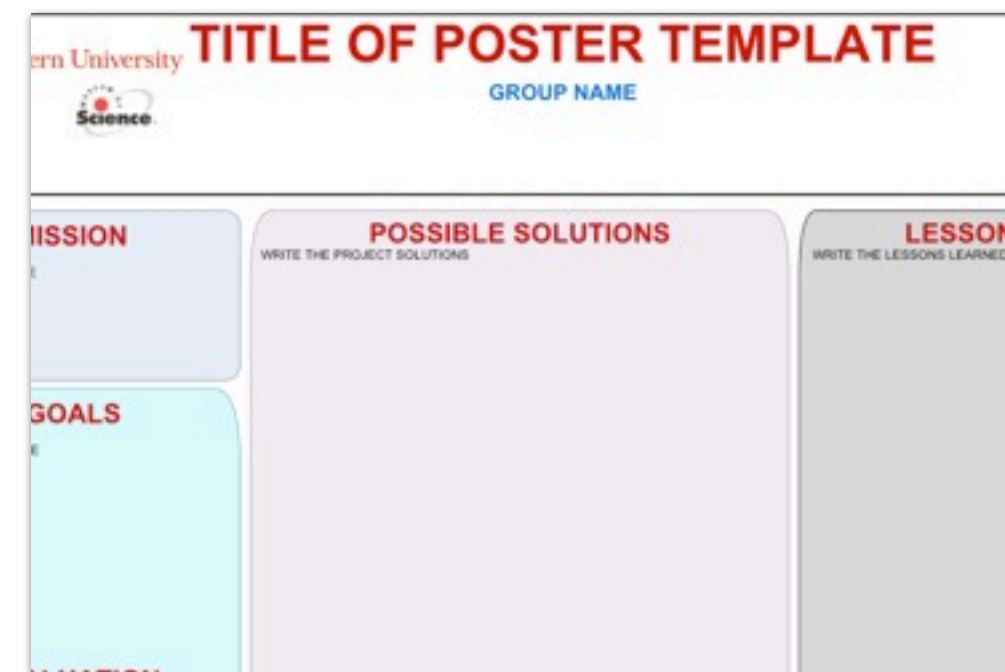 ern University
Science
TITLE OF POSTER TEMPLATE
GROUP NAME
ISSION
E
GOALS
E
POSSIBLE SOLUTIONS
WRITE THE PROJECT SOLUTIONS
LESSON
WRITE THE LESSONS LEARNED